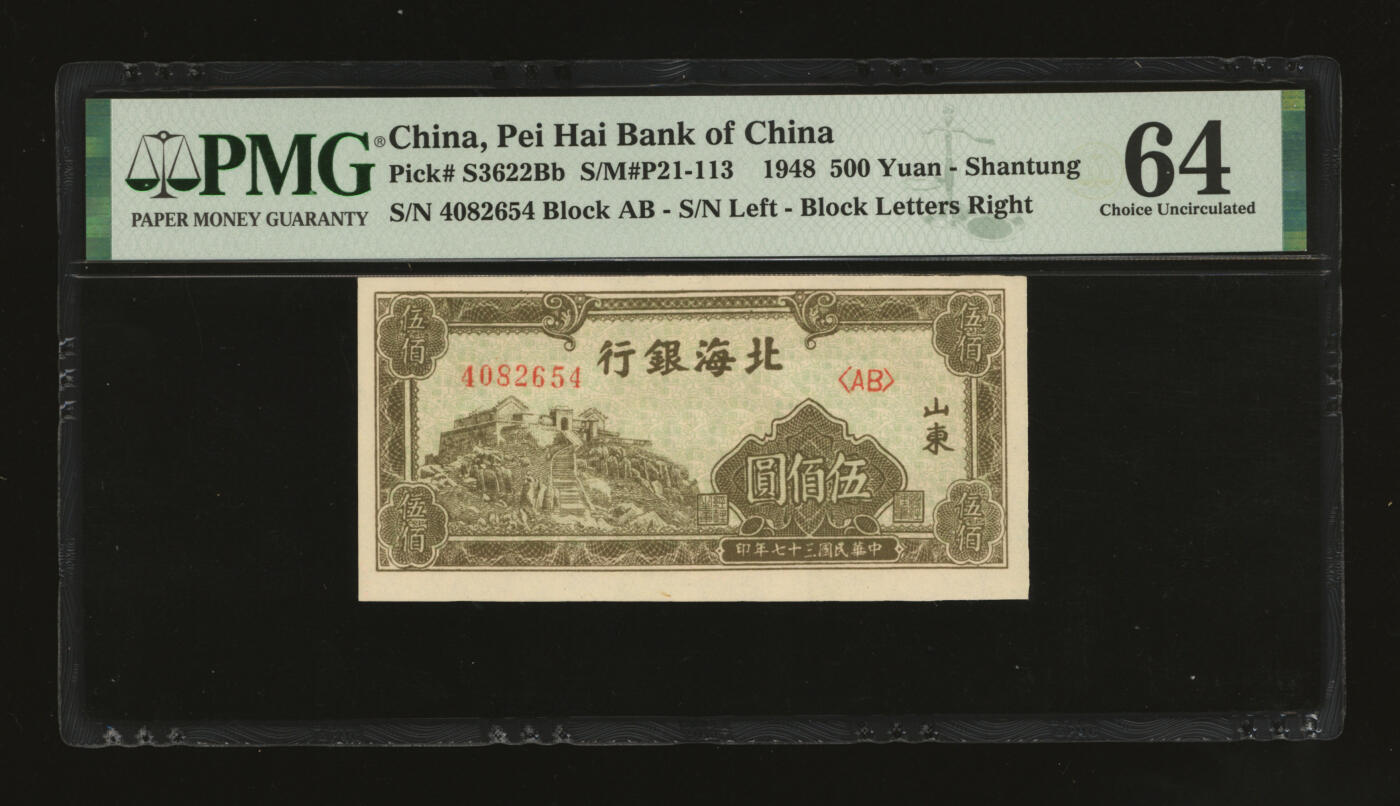 PMG®
PAPER MONEY GUARANTY
China, Pei Hai Bank of China
Pick# S3622Bb S/M#P21-113 1948 500 Yuan - Shantung
S/N 4082654 Block AB - S/N Left - Block Letters Right
64
Choice Uncirculated
伍佰
伍佰
行銀海北
4082654
〈AB〉
山東
圓佰伍
伍佰
伍佰
印年七十三國民華中